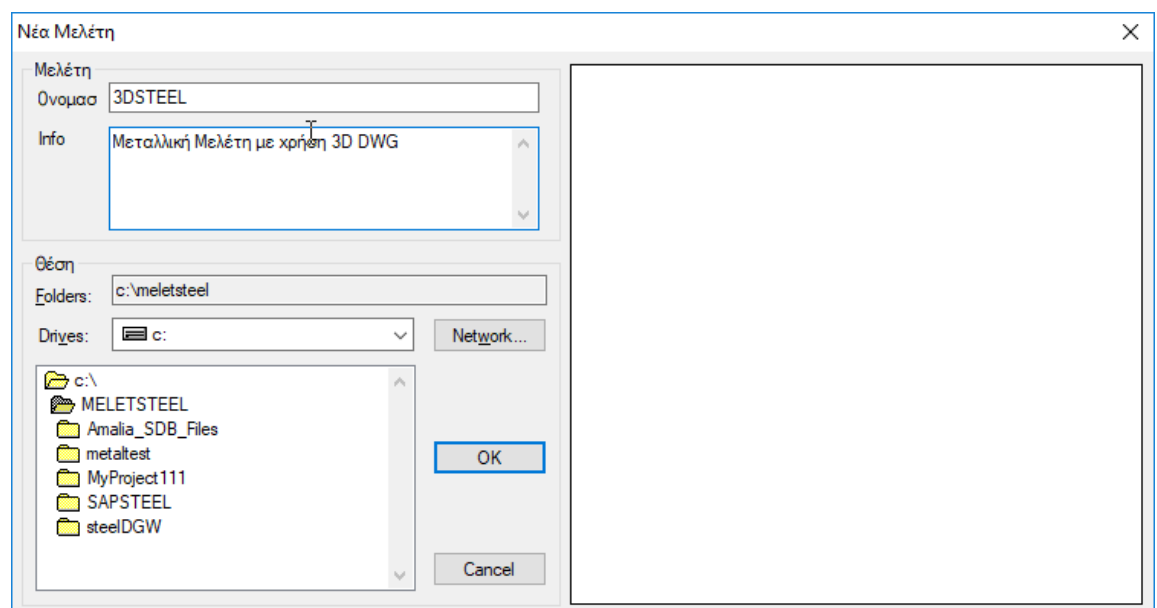 Νέα Μελέτη
Μελέτη
Ονομασ 3DSTEEL
Info Μεταλλική Μελέτη με χρήση 3D DWG
Θέση
Folders: c:\meletsteel
Drives: c: Network...
c:\
MELETSTEEL
Amalia_SDB_Files
metaltest
MyProject111
SAPSTEEL
steelDGW
OK
Cancel